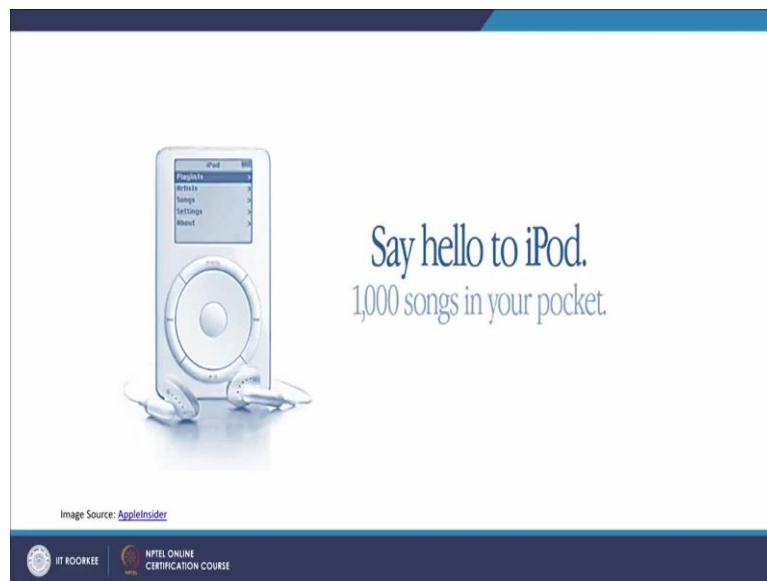 iPod
Playlists >
Artists >
Songs >
Settings >
About >
MENU
Say hello to iPod.
1,000 songs in your pocket.
Image Source: AppleInsider
IIT ROORKEE
NPTEL ONLINE
CERTIFICATION COURSE